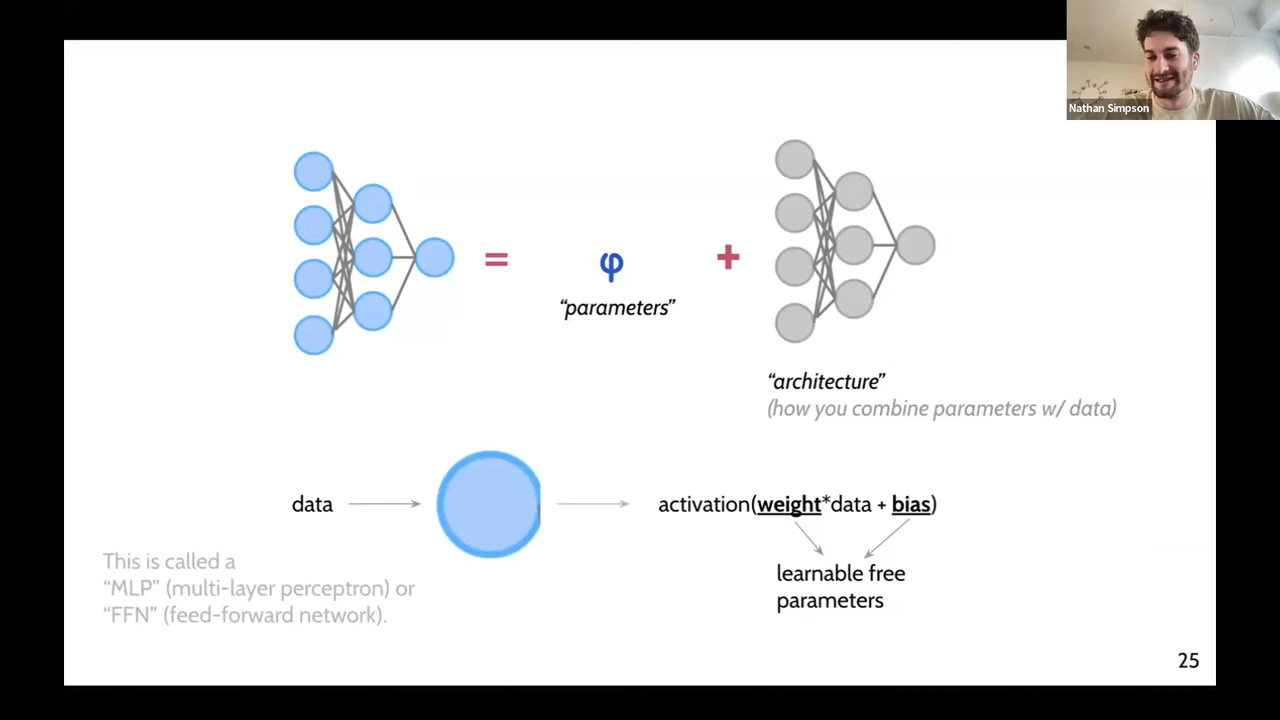 Nathan Simpson
= φ +
“parameters”
“architecture”
(how you combine parameters w/ data)
data
activation(weight*data + bias)
This is called a
“MLP” (multi-layer perceptron) or
“FFN” (feed-forward network).
learnable free
parameters
25